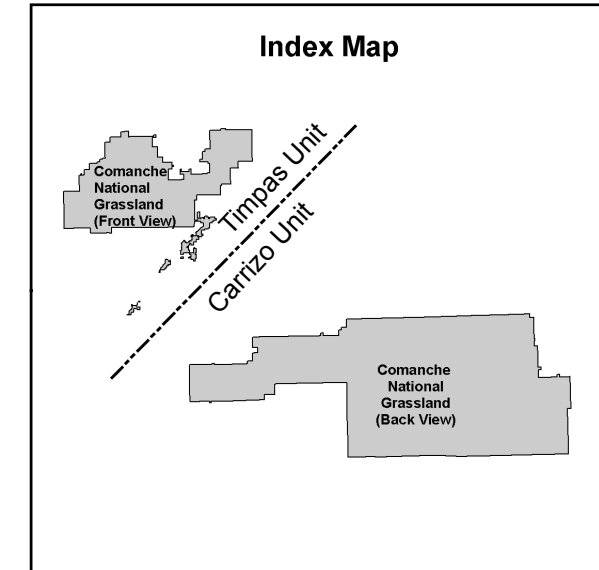 Index Map
Comanche
National
Grassland
(Front View)
Timpas Unit
Carrizo Unit
Comanche
National
Grassland
(Back View)